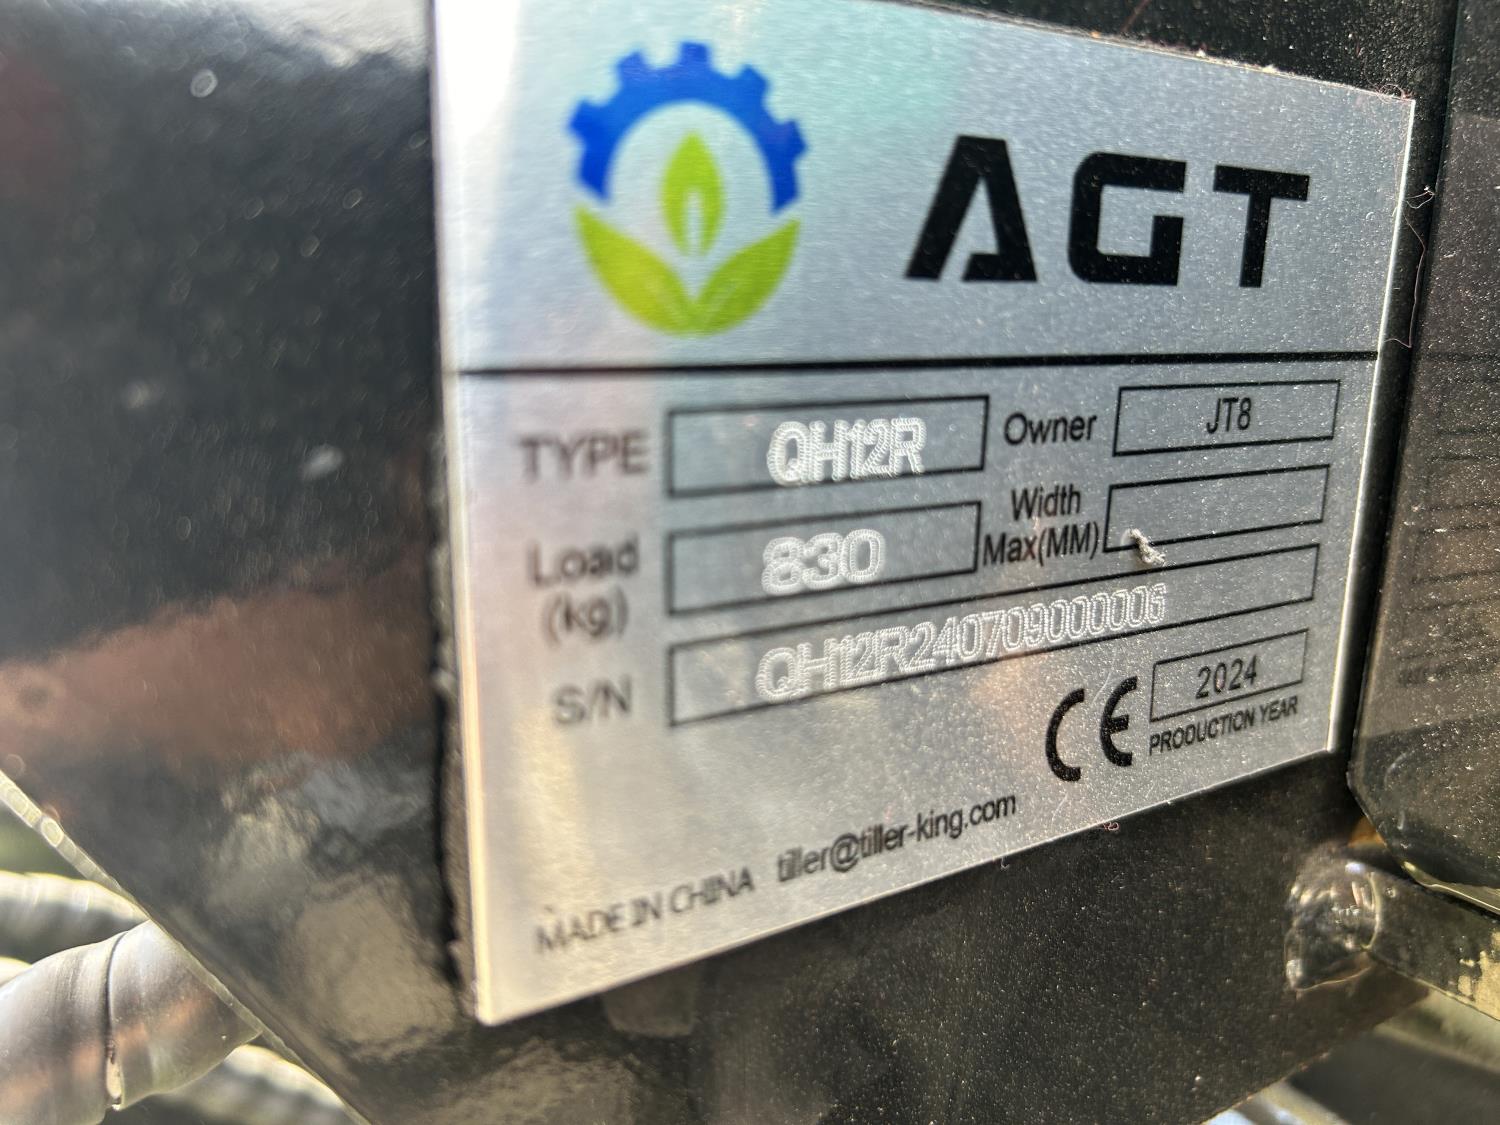 AGT
TYPE QH12R Owner JT8
Load (kg) 830 Width Max(MM)
S/N QH12R240709000006
CE 2024
PRODUCTION YEAR
MADE IN CHINA tiller@tiller-king.com